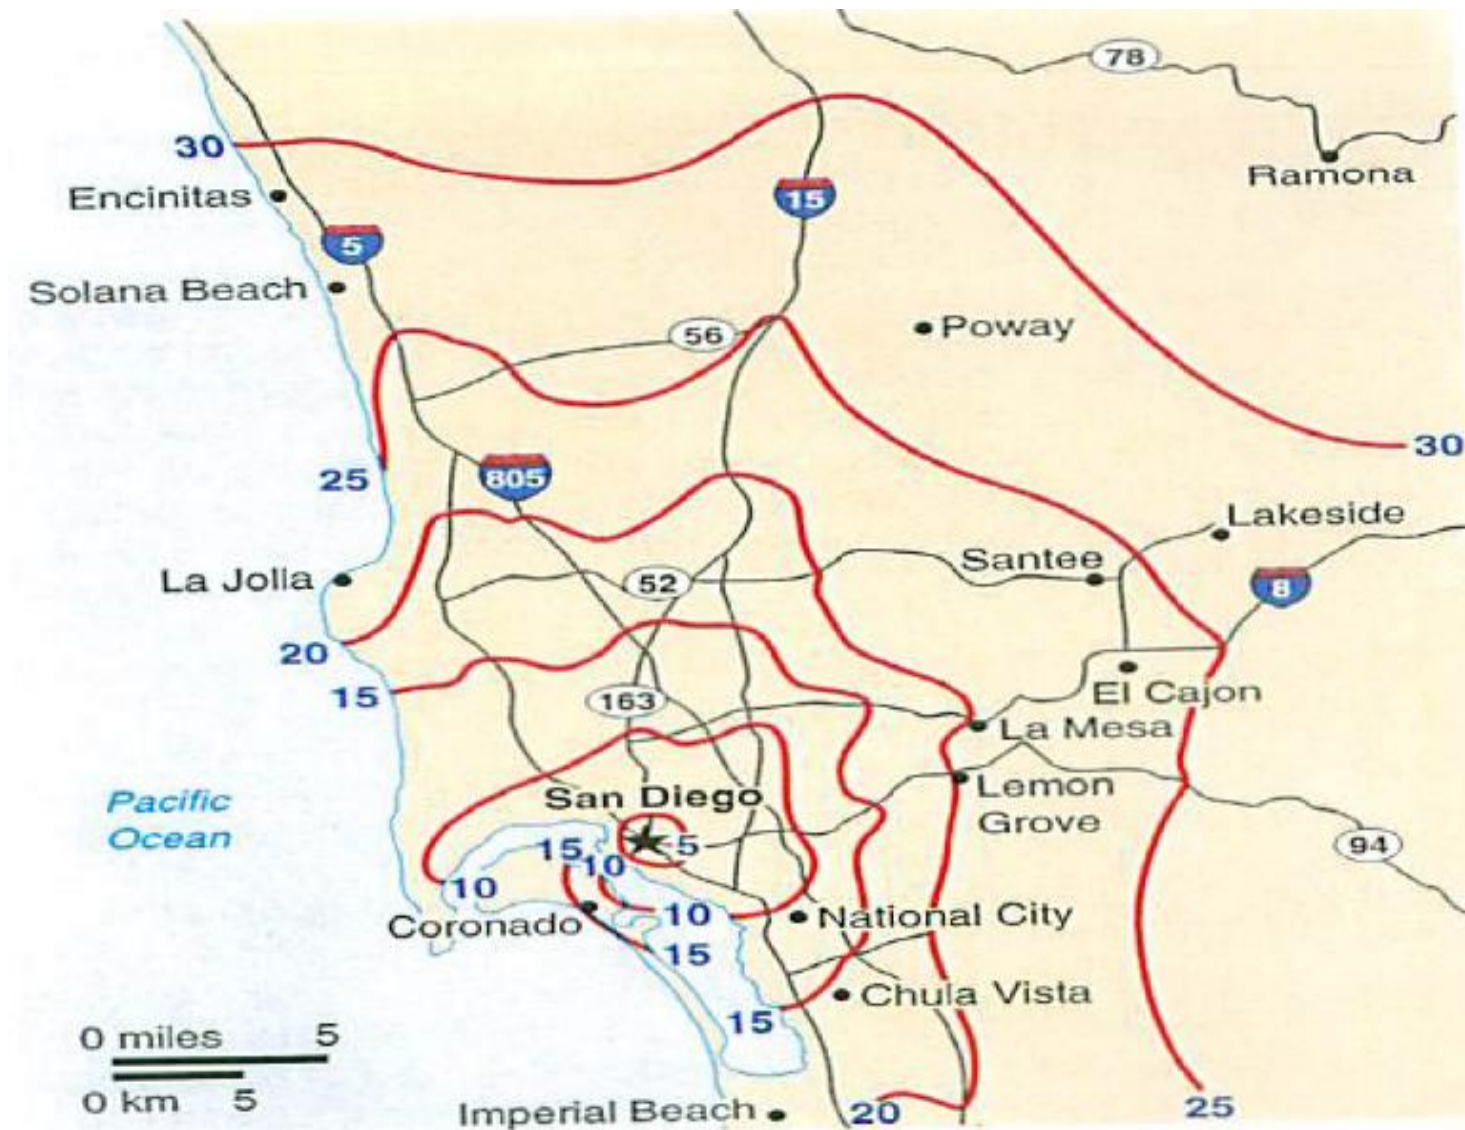 78
30
Encinitas
Ramona
15
5
Solana Beach
56
Poway
25
805
30
Lakeside
La Jolla
52
Santee
8
20
15
163
El Cajon
La Mesa
Pacific
Ocean
San Diego
Lemon
Grove
5
94
15
10
10
Coronado
10
National City
15
15
Chula Vista
0 miles 5
0 km 5
Imperial Beach
20
25